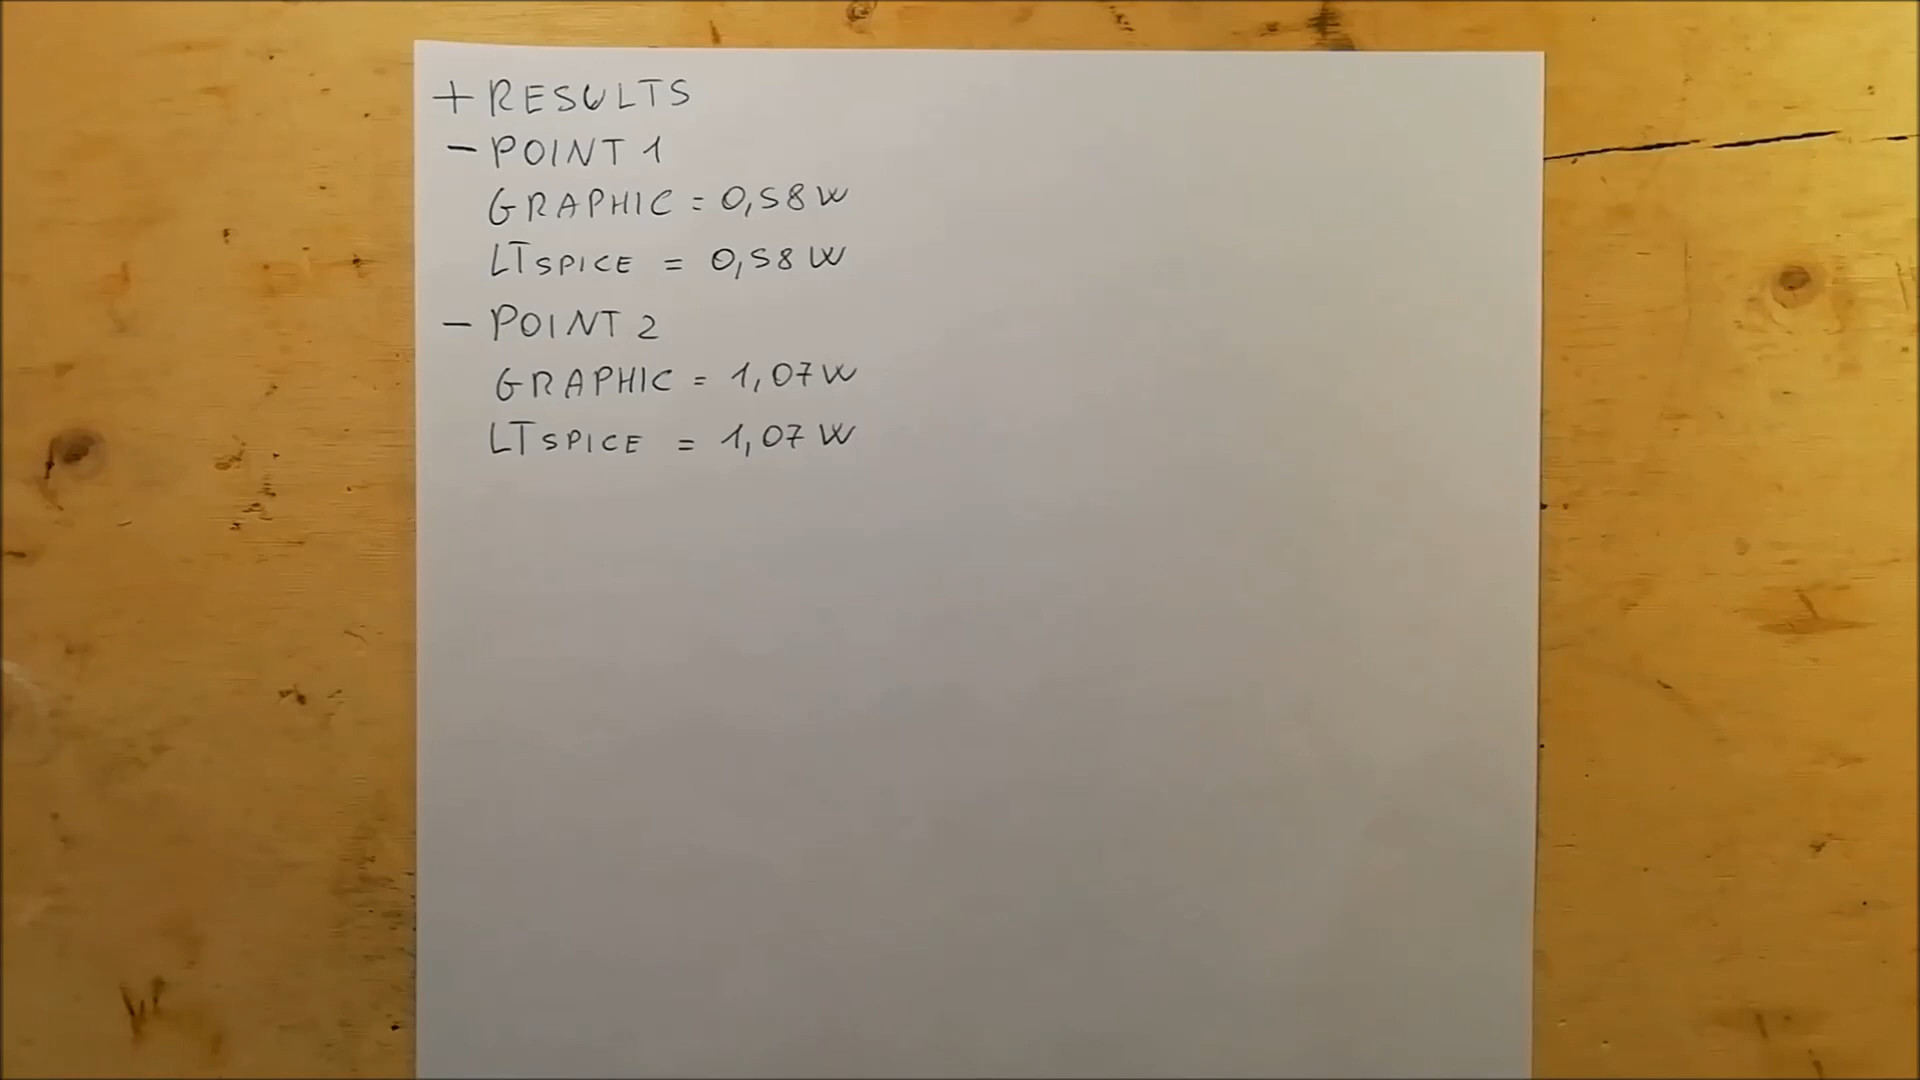 + RESULTS
- POINT 1
GRAPHIC = 0,58 W
LTSPICE = 0,58 W
- POINT 2
GRAPHIC = 1,07 W
LTSPICE = 1,07 W